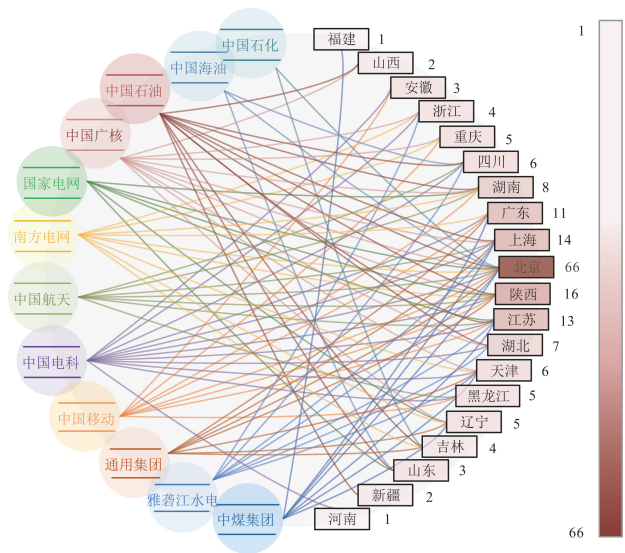 中国石化
中国海油
中国石油
中国广核
国家电网
南方电网
中国航天
中国电科
中国移动
通用集团
雅砻江水电
中煤集团
福建 1
山西 2
安徽 3
浙江 4
重庆 5
四川 6
湖南 8
广东 11
上海 14
北京 66
陕西 16
江苏 13
湖北 7
天津 6
黑龙江 5
辽宁 5
吉林 4
山东 3
新疆 2
河南 1
1
66